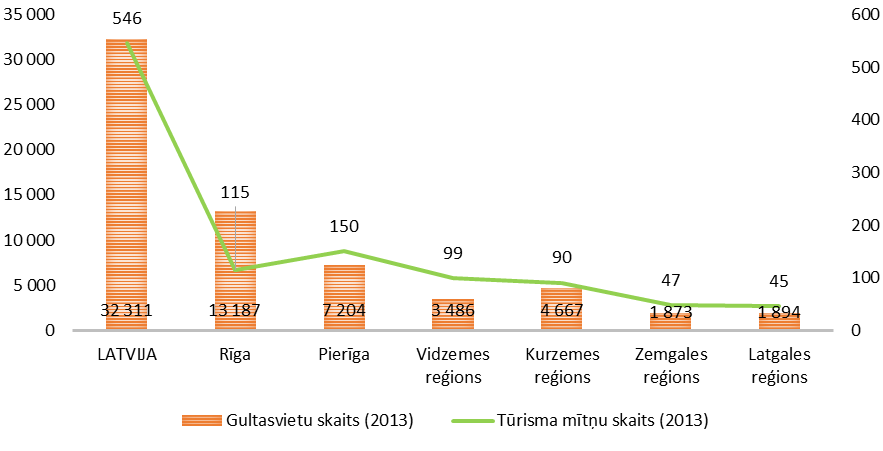 35 000
30 000
25 000
20 000
15 000
10 000
5 000
0
546
115
150
99
90
47
45
32 311
13 187
7 204
3 486
4 667
1 873
1 894
600
500
400
300
200
100
0
LATVIJA
Rīga
Pierīga
Vidzemes
reģions
Kurzemes
reģions
Zemgales
reģions
Latgales
reģions
Gultasvietu skaits (2013)
Tūrisma mītņu skaits (2013)